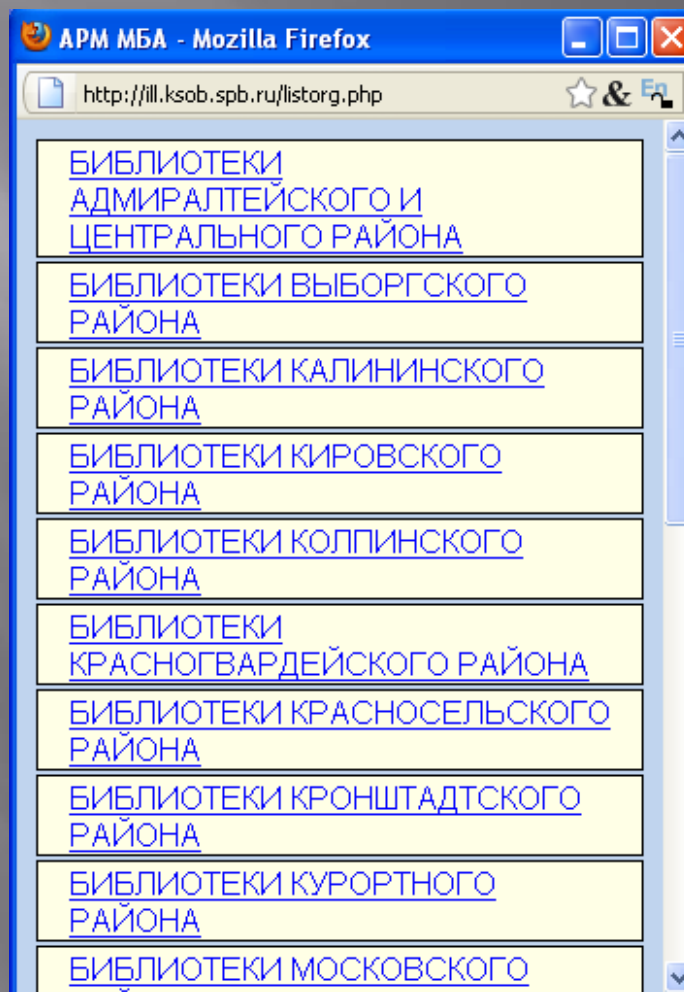 АРМ МБА - Mozilla Firefox
http://ill.ksob.spb.ru/listorg.php
& En
БИБЛИОТЕКИ
АДМИРАЛТЕЙСКОГО И
ЦЕНТРАЛЬНОГО РАЙОНА
БИБЛИОТЕКИ ВЫБОРГСКОГО
РАЙОНА
БИБЛИОТЕКИ КАЛИНИНСКОГО
РАЙОНА
БИБЛИОТЕКИ КИРОВСКОГО
РАЙОНА
БИБЛИОТЕКИ КОЛПИНСКОГО
РАЙОНА
БИБЛИОТЕКИ
КРАСНОГВАРДЕЙСКОГО РАЙОНА
БИБЛИОТЕКИ КРАСНОСЕЛЬСКОГО
РАЙОНА
БИБЛИОТЕКИ КРОНШТАДТСКОГО
РАЙОНА
БИБЛИОТЕКИ КУРОРТНОГО
РАЙОНА
БИБЛИОТЕКИ МОСКОВСКОГО